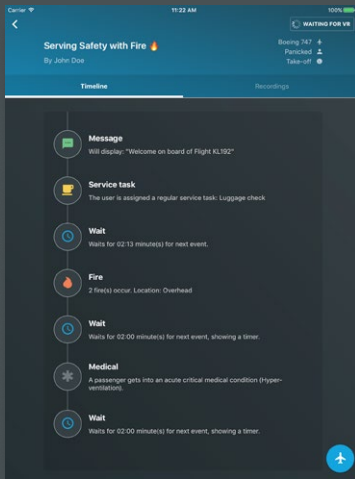 Carrier 11:22 AM 100%
WAITING FOR VR
Serving Safety with Fire 🔥
By John Doe
Boeing 747
Panicked
Take-off
Timeline Recordings
Message
Will display: "Welcome on board of Flight KL192"
Service task
The user is assigned a regular service task: Luggage check
Wait
Waits for 02:13 minute(s) for next event.
Fire
2 fire(s) occur. Location: Overhead
Wait
Waits for 02:00 minute(s) for next event, showing a timer.
Medical
A passenger gets into an acute critical medical condition (Hyper-
ventilation).
Wait
Waits for 02:00 minute(s) for next event, showing a timer.